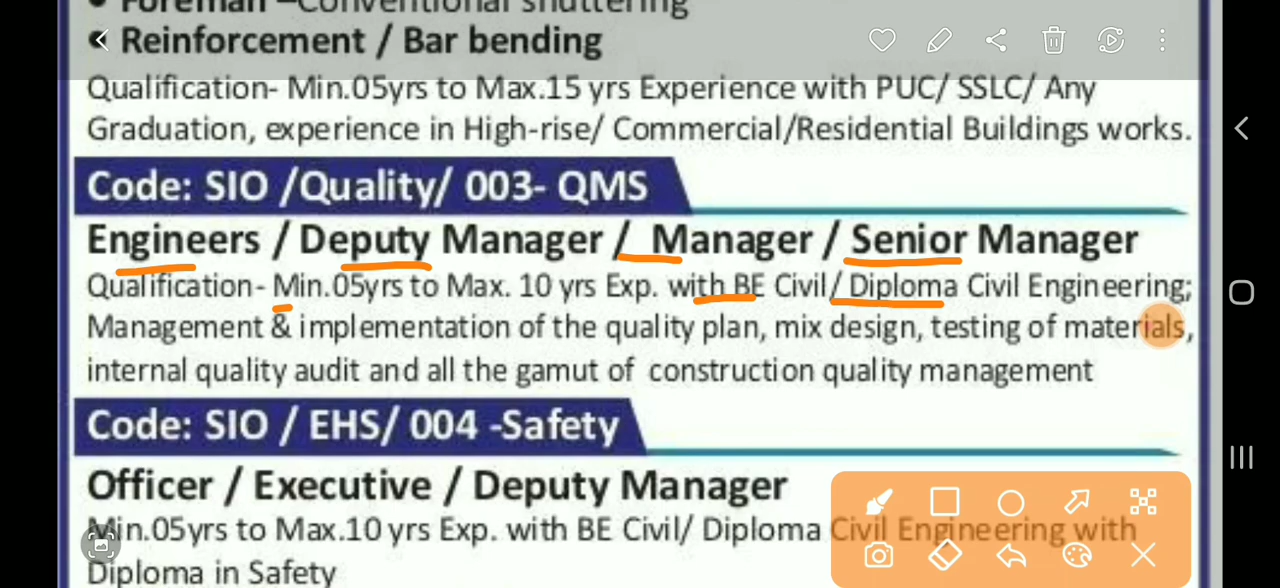 • Foreman –Conventional shuttering
Reinforcement / Bar bending
Qualification- Min.05yrs to Max.15 yrs Experience with PUC/ SSLC/ Any
Graduation, experience in High-rise/ Commercial/Residential Buildings works.
Code: SIO /Quality/ 003- QMS
Engineers / Deputy Manager / Manager / Senior Manager
Qualification- Min.05yrs to Max. 10 yrs Exp. with BE Civil/ Diploma Civil Engineering;
Management & implementation of the quality plan, mix design, testing of materials,
internal quality audit and all the gamut of construction quality management
Code: SIO / EHS/ 004 -Safety
Officer / Executive / Deputy Manager
Min.05yrs to Max.10 yrs Exp. with BE Civil/ Diploma Civil Engineering with
Diploma in Safety